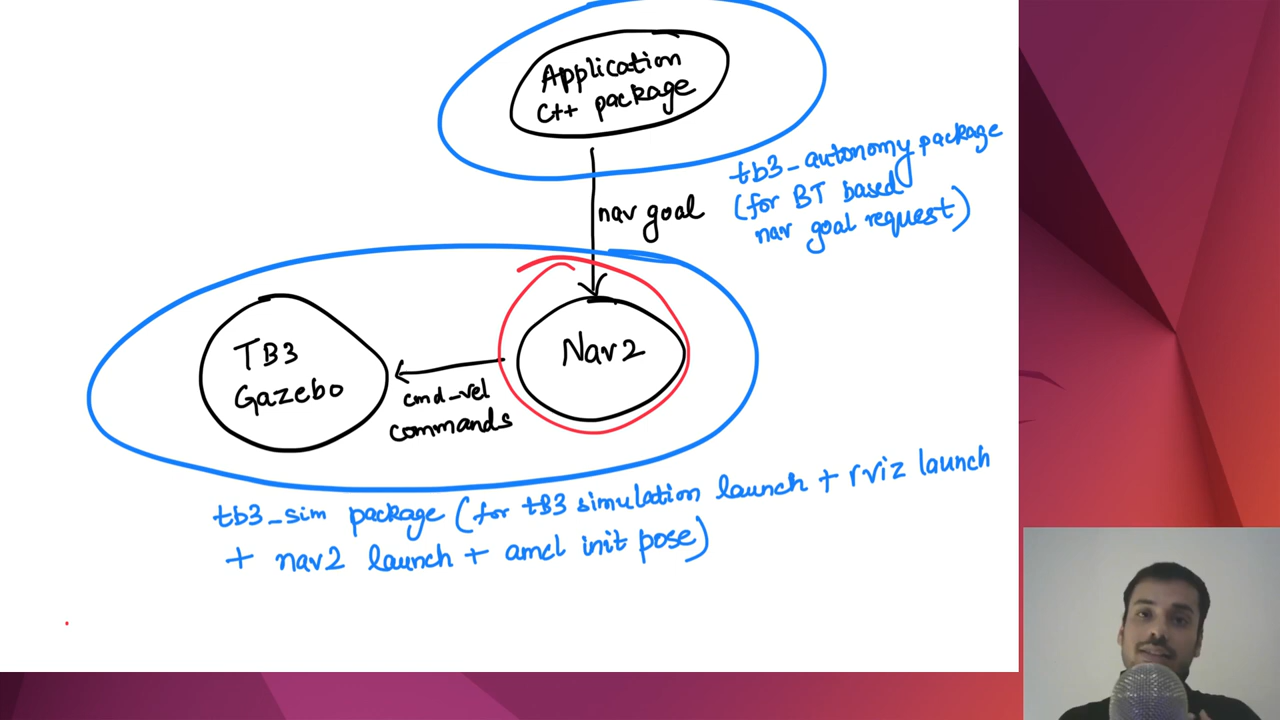 Application
C++ package
tb3_autonomy package
(for BT based
nav goal request)
nav goal
TB3
Gazebo
cmd_vel
commands
Nav2
tb3_sim package (for tB3 simulation launch + rviz launch
+ nav2 launch + amcl init pose)